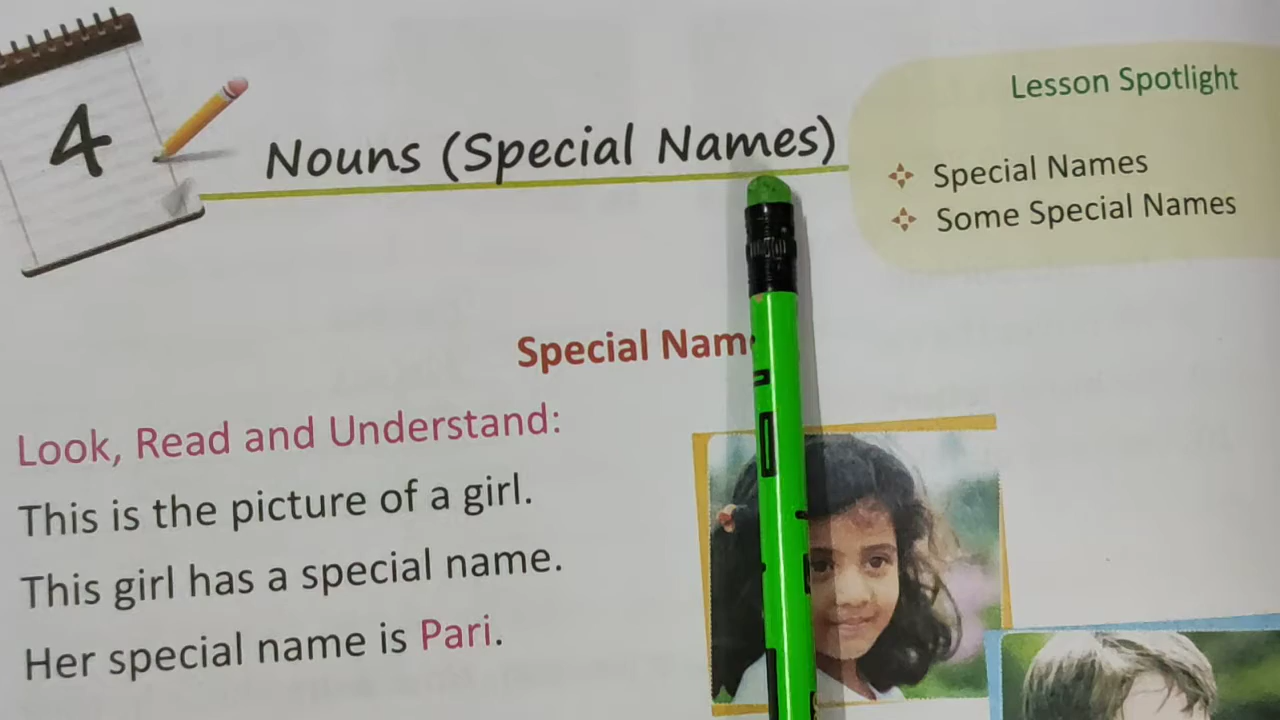 4
Nouns (Special Names)
Lesson Spotlight
Special Names
Some Special Names
Special
Look, Read and Understand:
This is the picture of a girl.
This girl has a special name.
Her special name is Pari.